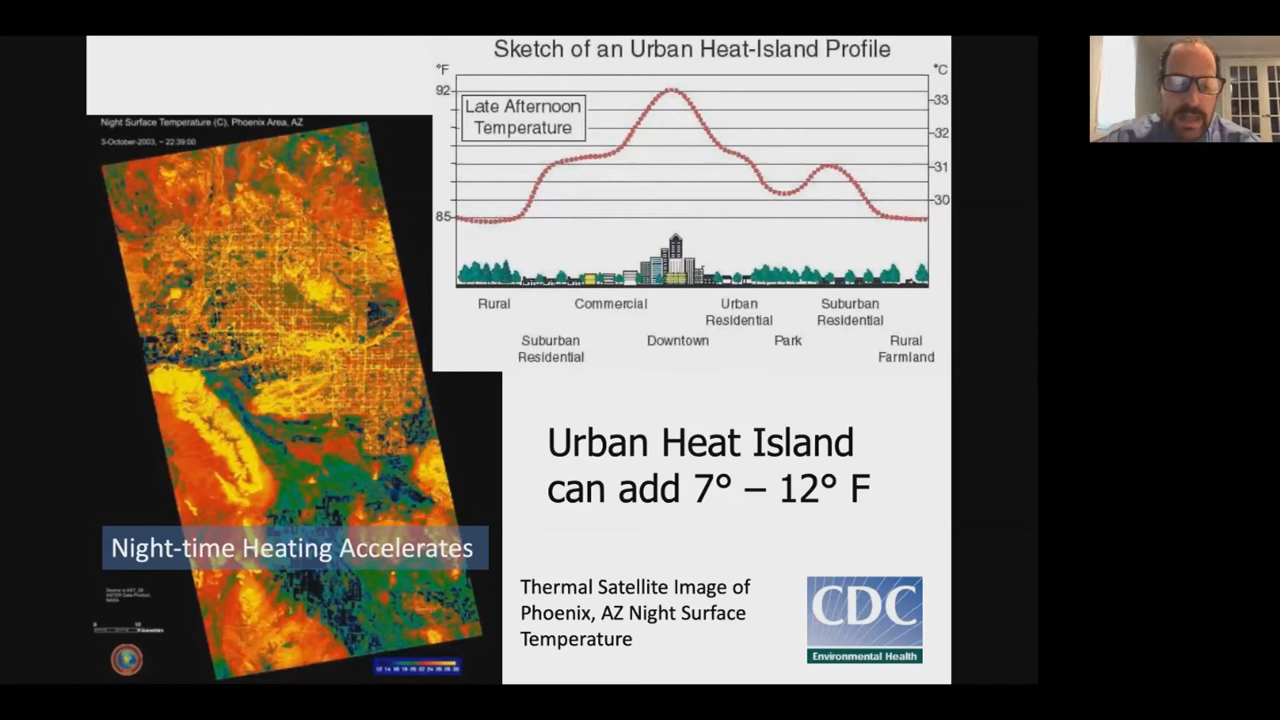 Sketch of an Urban Heat-Island Profile
°F
°C
92
85
33
32
31
30
Late Afternoon
Temperature
Rural
Commercial
Urban
Residential
Suburban
Residential
Suburban
Residential
Downtown
Park
Rural
Farmland
Night Surface Temperature (C), Phoenix Area, AZ
3-October-2003, ~ 22:39:00
Urban Heat Island
can add 7° – 12° F
Night-time Heating Accelerates
Thermal Satellite Image of
Phoenix, AZ Night Surface
Temperature
CDC
Environmental Health